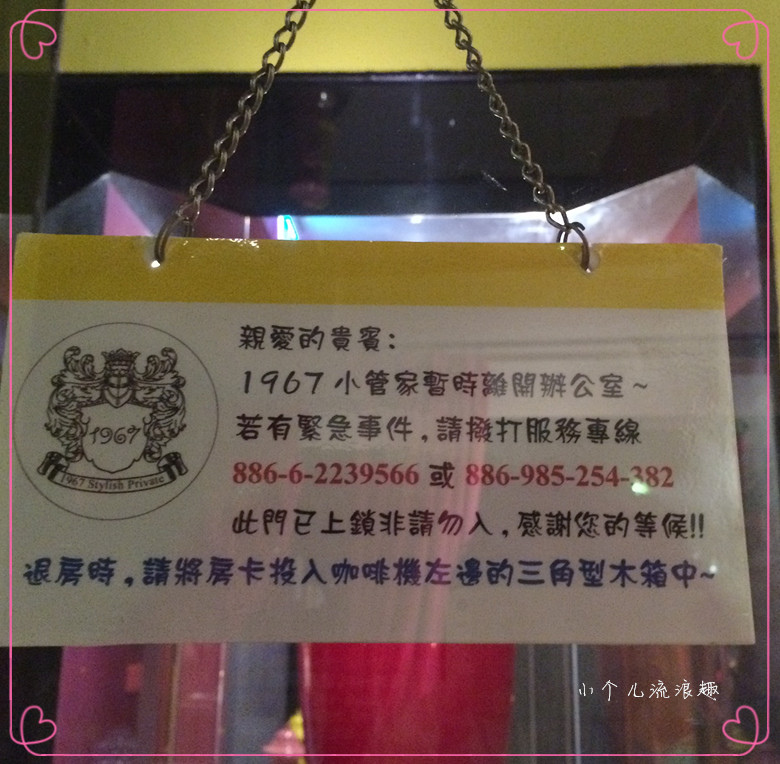 親愛的貴賓:
1967小管家暫時離開辦公室~
若有緊急事件,請撥打服務專線
886-6-2239566 或 886-985-254-382
此門已上鎖非請勿入,感謝您的等候!!
退房時,請將房卡投入咖啡機左邊的三角型木箱中~
1967
1967 Stylish Private
小个儿流浪趣